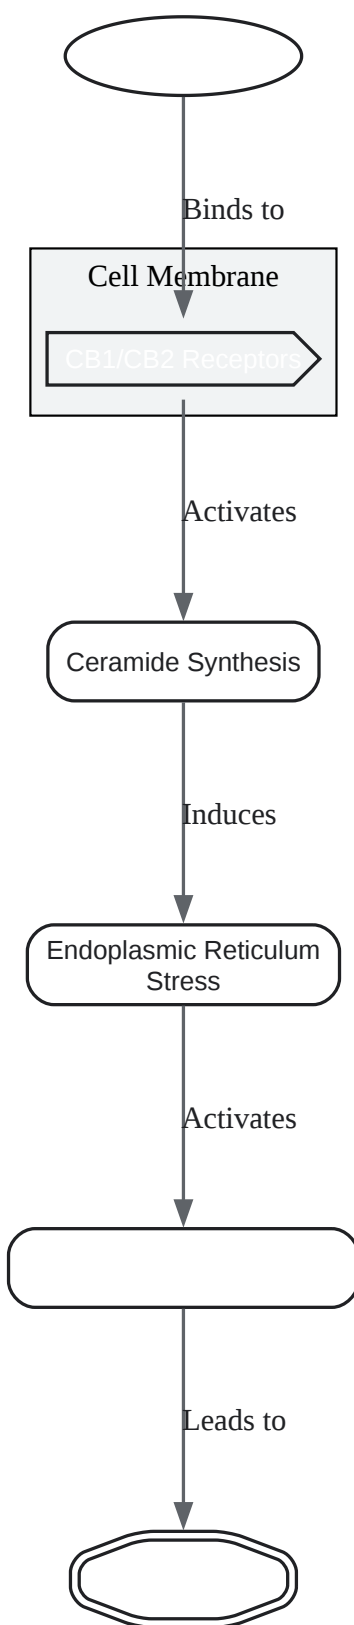 Binds to
Cell Membrane
CB1/CB2 Receptors
Activates
Ceramide Synthesis
Induces
Endoplasmic Reticulum
Stress
Activates
Leads to